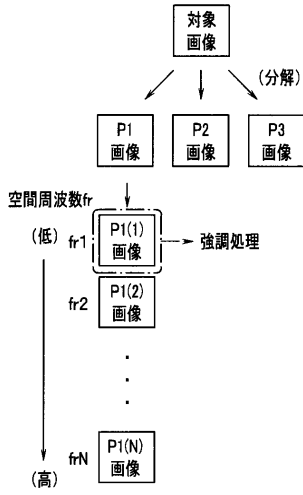 対象
画像
(分解)
P1
画像
P2
画像
P3
画像
空間周波数fr
(低)
fr1
P1(1)
画像
強調処理
fr2
P1(2)
画像
frN
P1(N)
画像
(高)